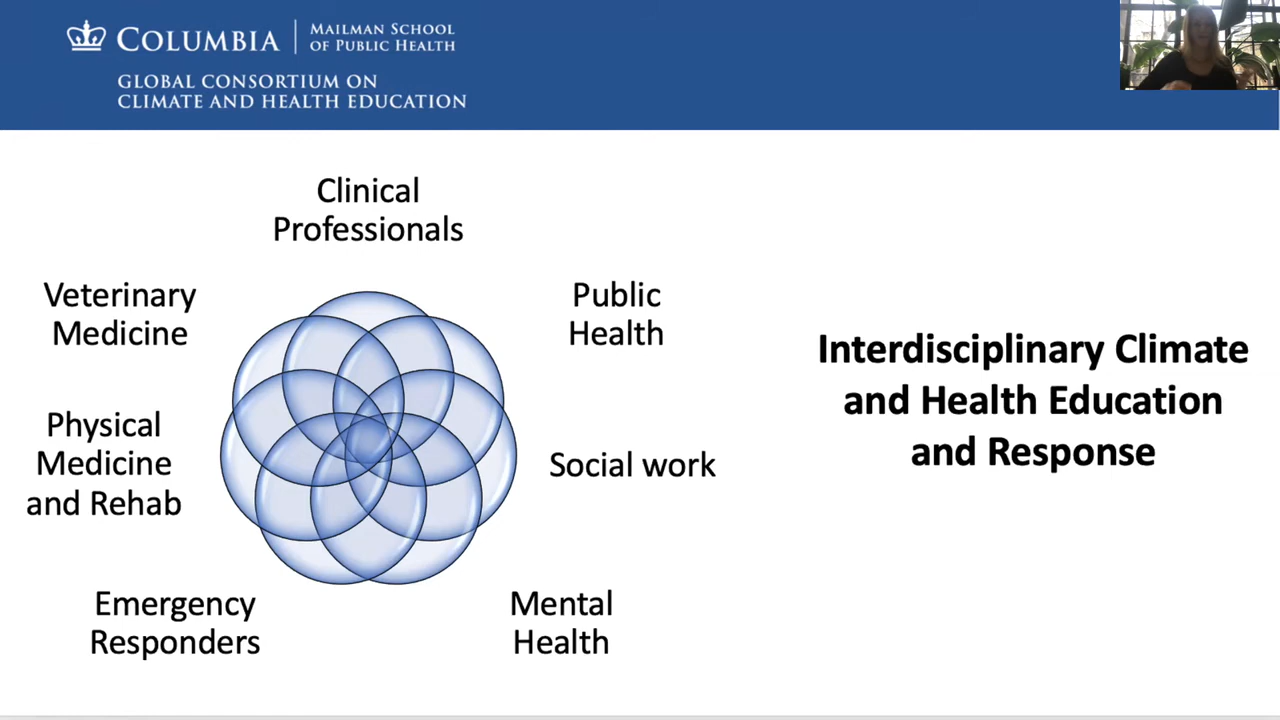 COLUMBIA
MAILMAN SCHOOL
OF PUBLIC HEALTH
GLOBAL CONSORTIUM ON
CLIMATE AND HEALTH EDUCATION
Clinical
Professionals
Veterinary
Medicine
Public
Health
Physical
Medicine
and Rehab
Social work
Emergency
Responders
Mental
Health
Interdisciplinary Climate
and Health Education
and Response